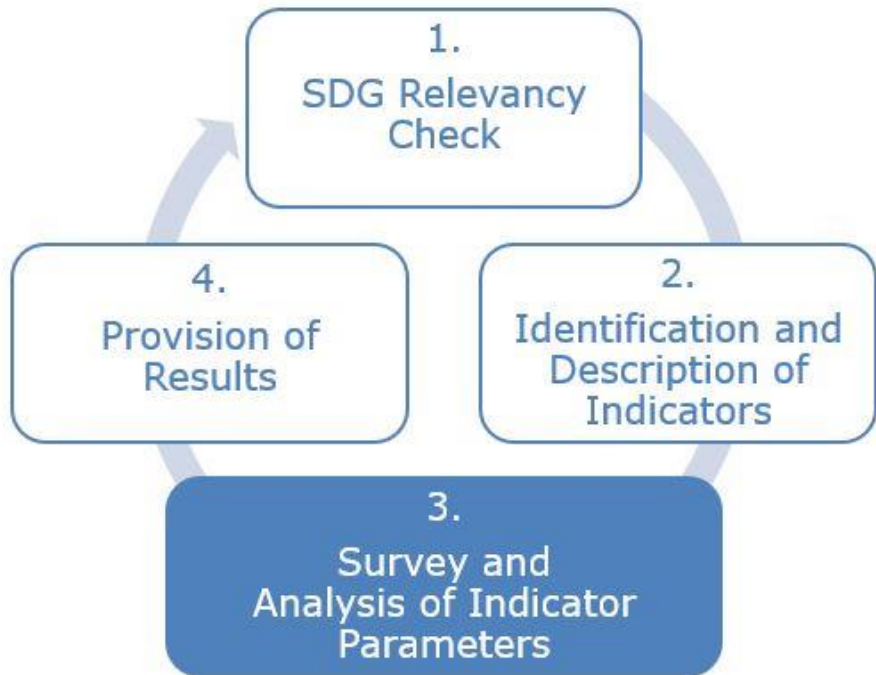 1.
SDG Relevancy
Check
2.
Identification and
Description of
Indicators
3.
Survey and
Analysis of Indicator
Parameters
4.
Provision of
Results